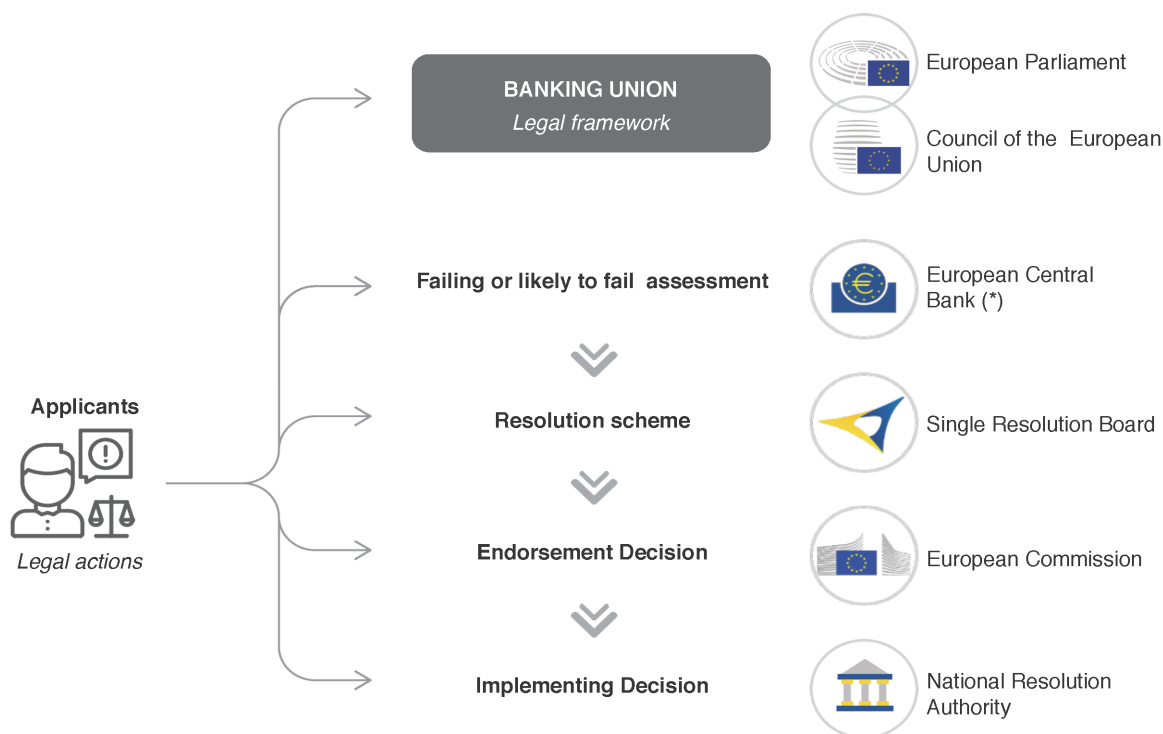 BANKING UNION
Legal framework
European Parliament
Council of the European
Union
Failing or likely to fail assessment
European Central
Bank (*)
Applicants
Legal actions
Resolution scheme
Single Resolution Board
Endorsement Decision
European Commission
Implementing Decision
National Resolution
Authority